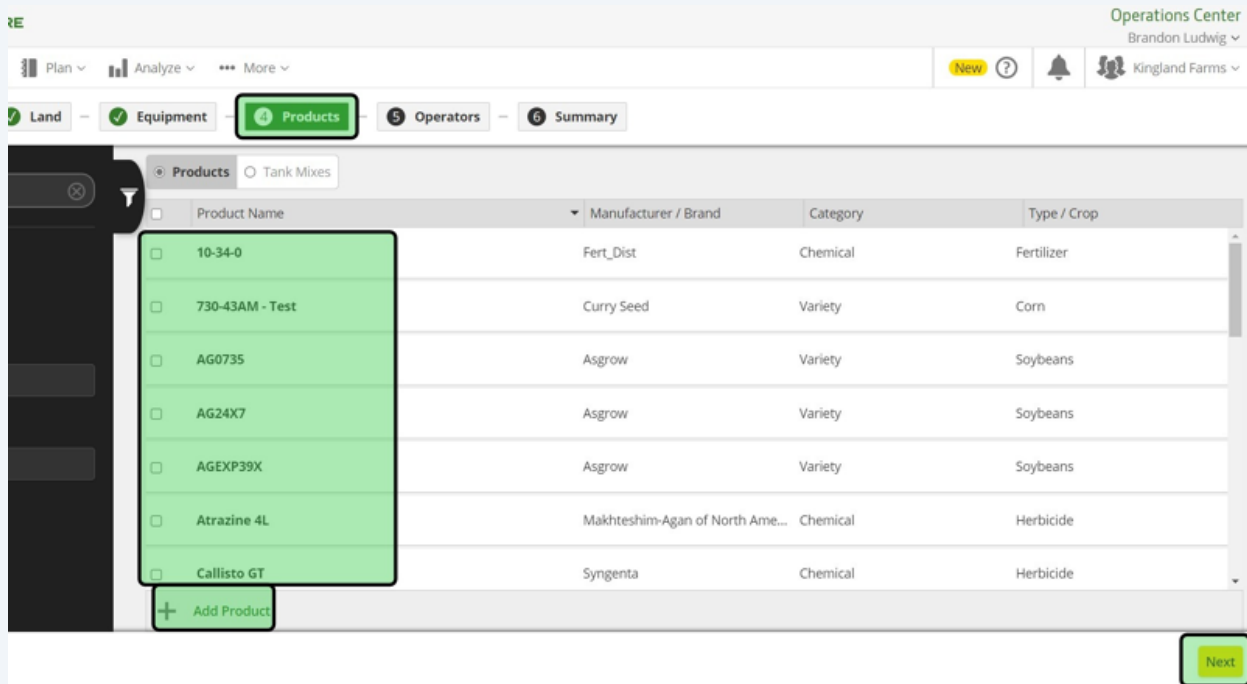 RE
Operations Center
Brandon Ludwig
Plan Analyze More New ? Kingland Farms
Land Equipment 4 Products 5 Operators 6 Summary
Products Tank Mixes
Product Name Manufacturer / Brand Category Type / Crop
10-34-0 Fert_Dist Chemical Fertilizer
730-43AM - Test Curry Seed Variety Corn
AG0735 Asgrow Variety Soybeans
AG24X7 Asgrow Variety Soybeans
AGEXP39X Asgrow Variety Soybeans
Atrazine 4L Makhteshim-Agan of North Ame... Chemical Herbicide
Callisto GT Syngenta Chemical Herbicide
+ Add Product
Next